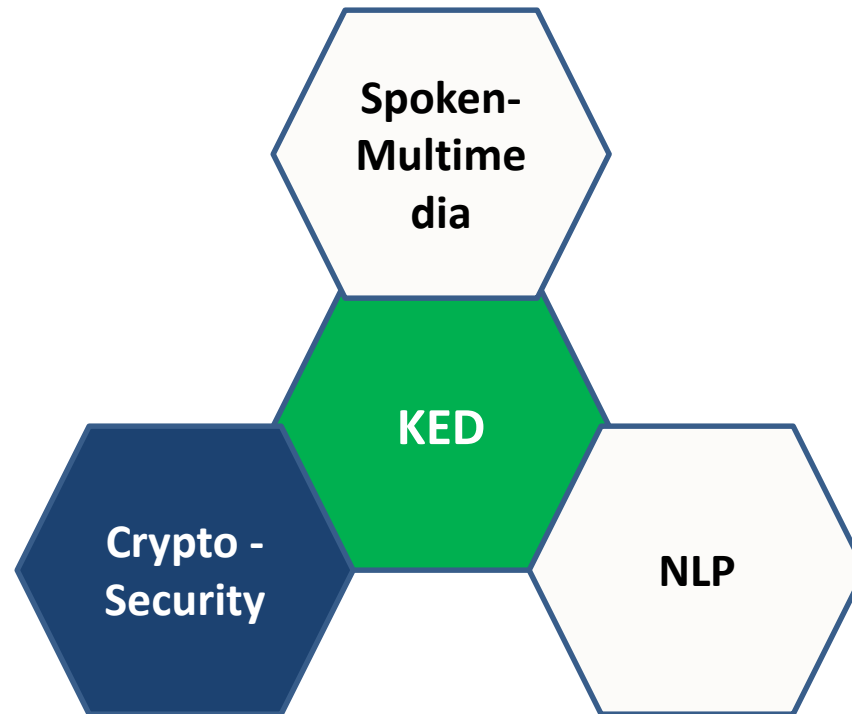 Spoken-
Multime
dia
KED
Crypto -
Security
NLP